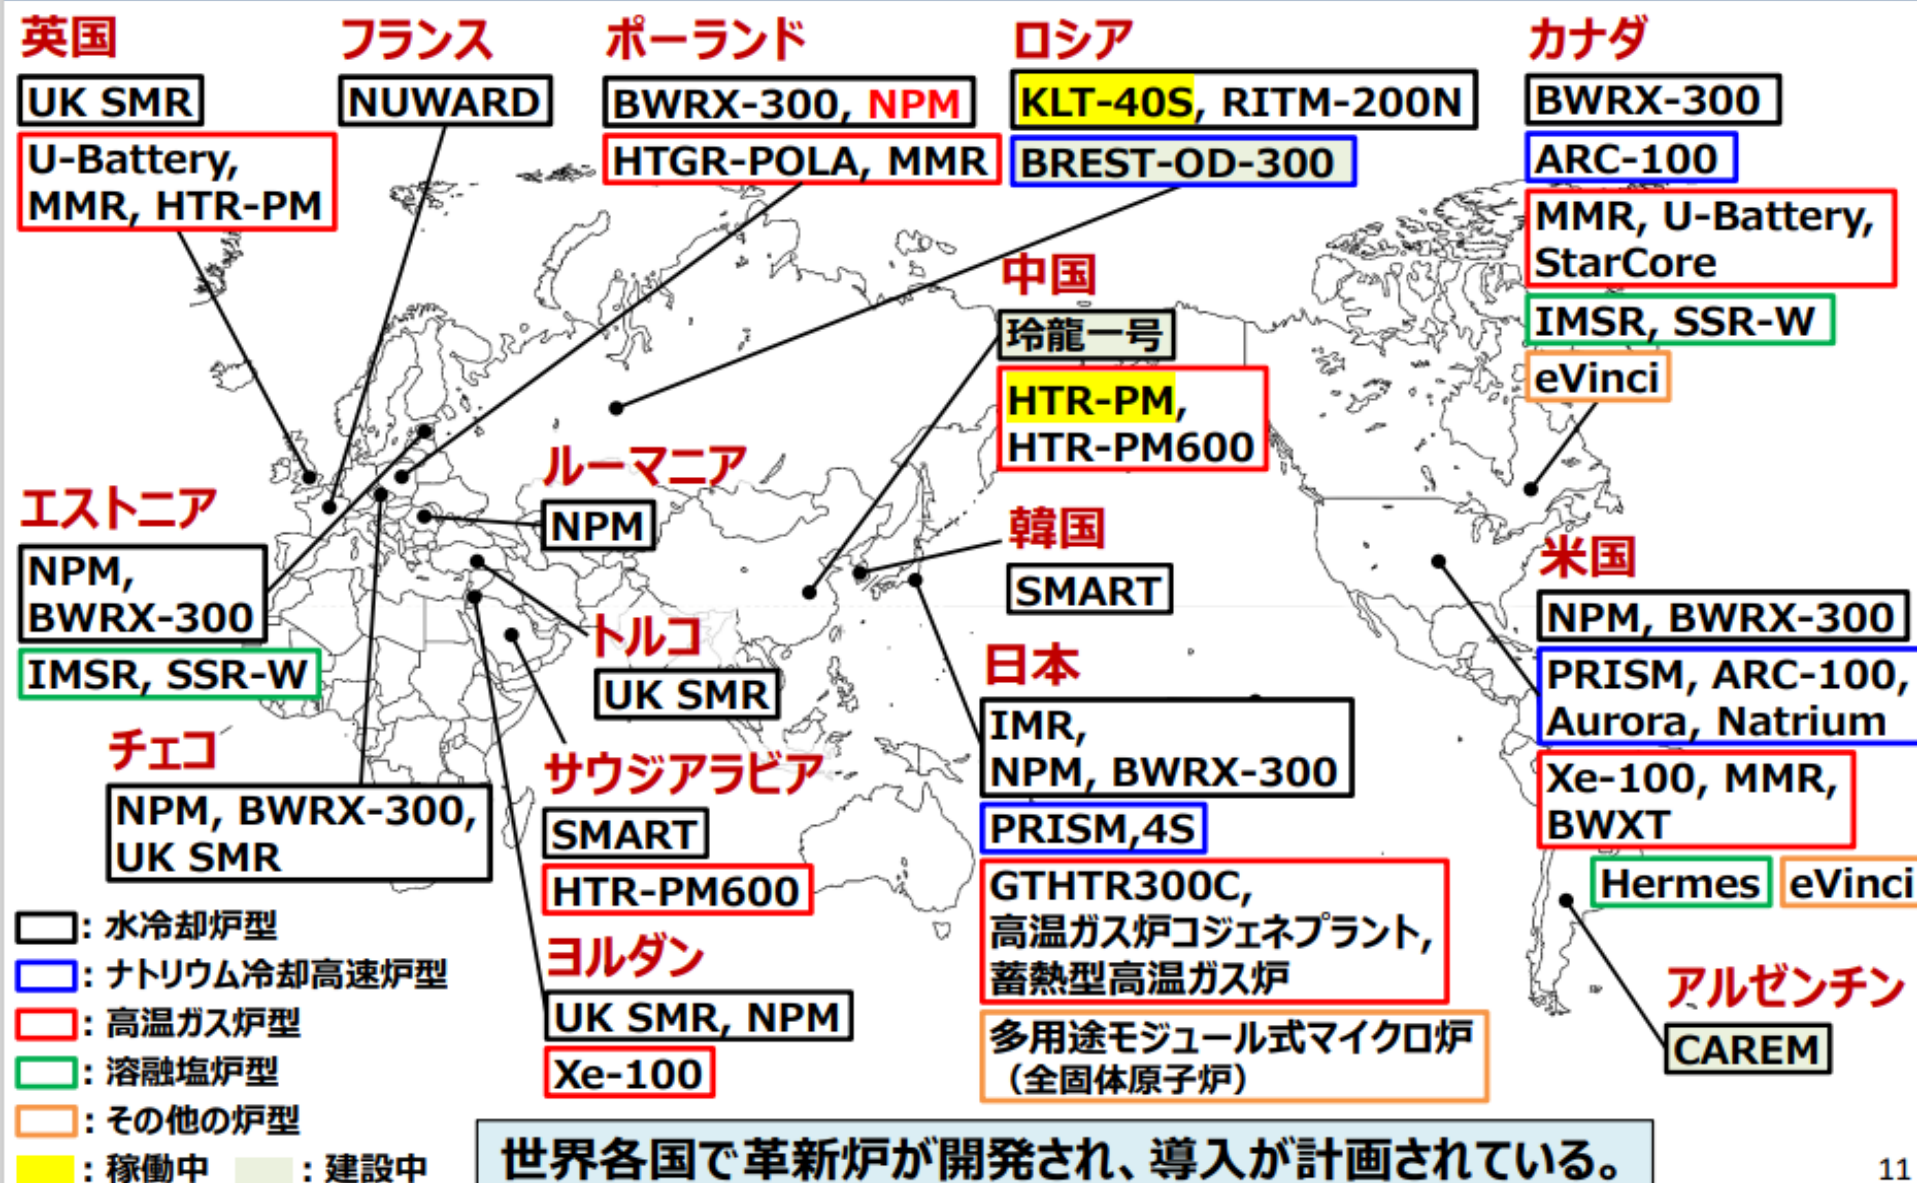 英国
UK SMR
U-Battery,
MMR, HTR-PM
フランス
NUWARD
ポーランド
BWRX-300, NPM
HTGR-POLA, MMR
ロシア
KLT-40S, RITM-200N
BREST-OD-300
カナダ
BWRX-300
ARC-100
MMR, U-Battery,
StarCore
IMSR, SSR-W
eVinci
中国
玲龍一号
HTR-PM,
HTR-PM600
エストニア
NPM,
BWRX-300
IMSR, SSR-W
ルーマニア
NPM
韓国
SMART
米国
NPM, BWRX-300
PRISM, ARC-100,
Aurora, Natrium
Xe-100, MMR,
BWXT
Hermes
eVinci
トルコ
UK SMR
日本
IMR,
NPM, BWRX-300
PRISM,4S
GTHTR300C,
高温ガス炉コジェネプラント,
蓄熱型高温ガス炉
多用途モジュール式マイクロ炉
（全固体原子炉）
チェコ
NPM, BWRX-300,
UK SMR
サウジアラビア
SMART
HTR-PM600
ヨルダン
UK SMR, NPM
Xe-100
アルゼンチン
CAREM
：水冷却炉型
：ナトリウム冷却高速炉型
：高温ガス炉型
：溶融塩炉型
：その他の炉型
：稼働中 ：建設中
世界各国で革新炉が開発され、導入が計画されている。
11